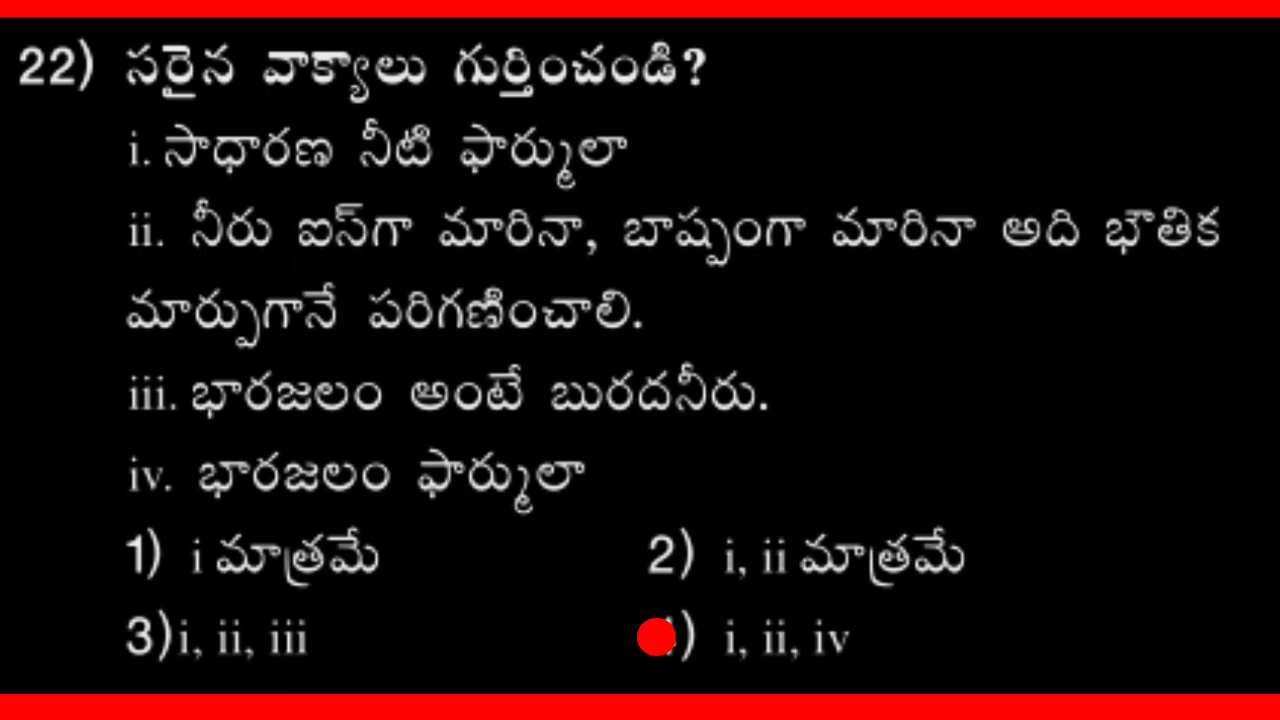 22) సరైన వాక్యాలు గుర్తించండి?
i. సాధారణ నీటి ఫార్ములా
ii. నీరు ఐస్‌గా మారినా, బాష్పంగా మారినా అది భౌతిక
మార్పుగానే పరిగణించాలి.
iii. భారజలం అంటే బురదనీరు.
iv. భారజలం ఫార్ములా
1) i మాత్రమే 2) i, ii మాత్రమే
3)i, ii, iii ) i, ii, iv